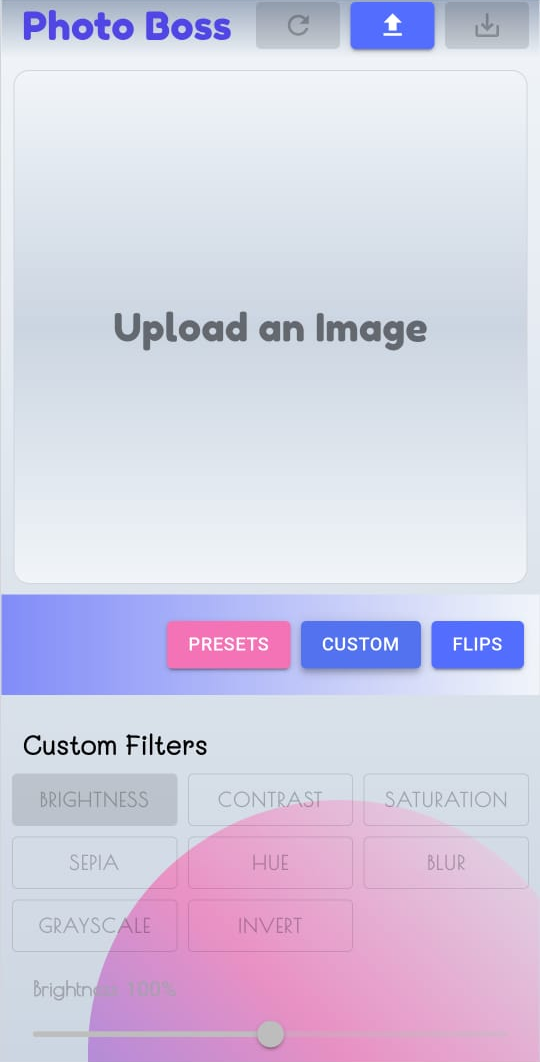 Photo Boss
Upload an Image
PRESETS CUSTOM FLIPS
Custom Filters
BRIGHTNESS CONTRAST SATURATION
SEPIA HUE BLUR
GRAYSCALE INVERT
Brightness 100%